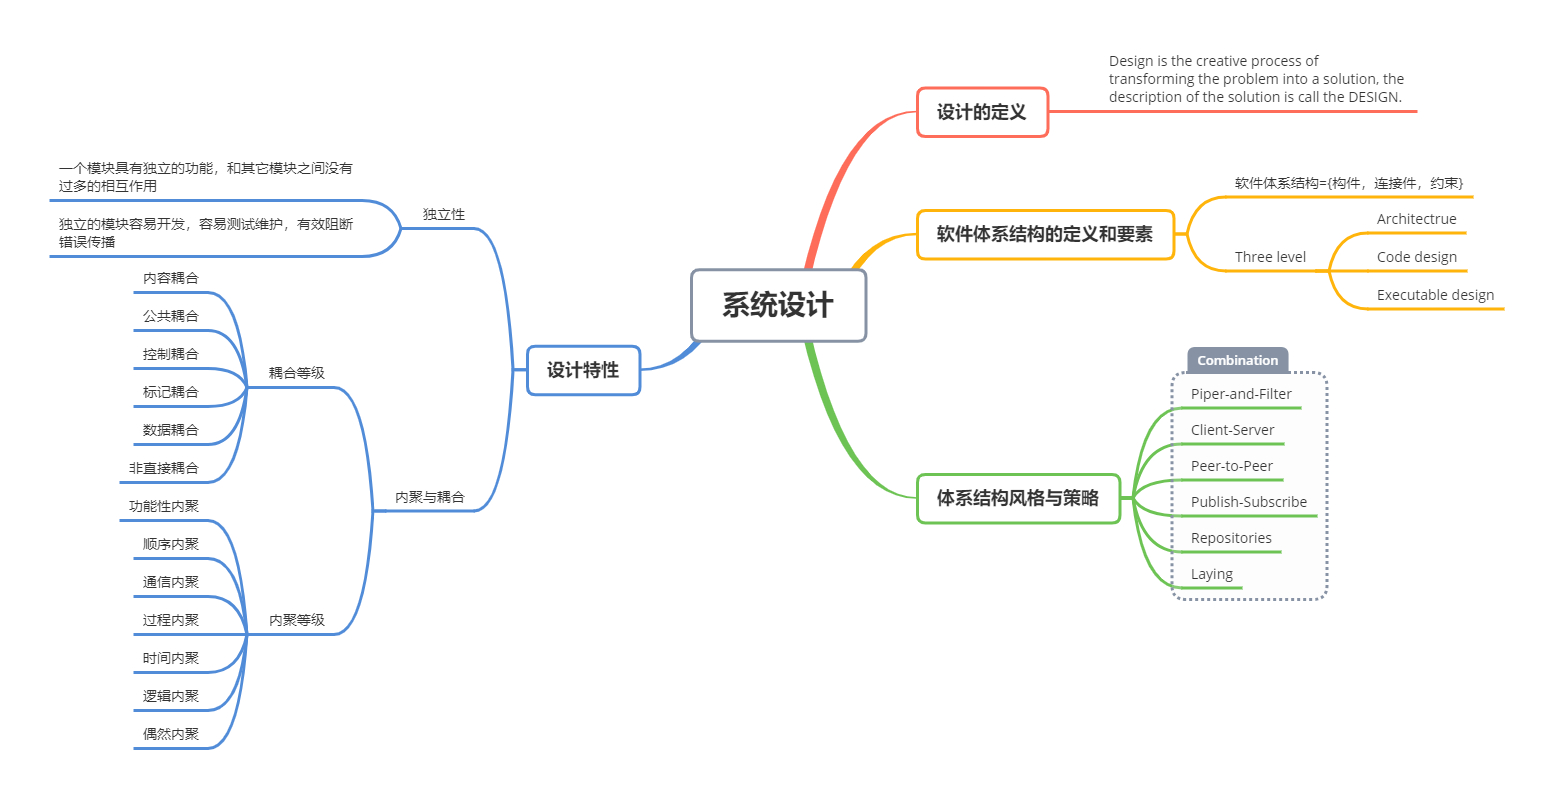 系统设计
设计的定义
Design is the creative process of
transforming the problem into a solution, the
description of the solution is call the DESIGN.
软件体系结构的定义和要素
软件体系结构={构件，连接件，约束}
Three level
Architectrue
Code design
Executable design
体系结构风格与策略
Combination
Piper-and-Filter
Client-Server
Peer-to-Peer
Publish-Subscribe
Repositories
Laying
设计特性
独立性
一个模块具有独立的功能，和其它模块之间没有
过多的相互作用
独立的模块容易开发，容易测试维护，有效阻断
错误传播
内聚与耦合
耦合等级
内容耦合
公共耦合
控制耦合
标记耦合
数据耦合
非直接耦合
内聚等级
功能性内聚
顺序内聚
通信内聚
过程内聚
时间内聚
逻辑内聚
偶然内聚